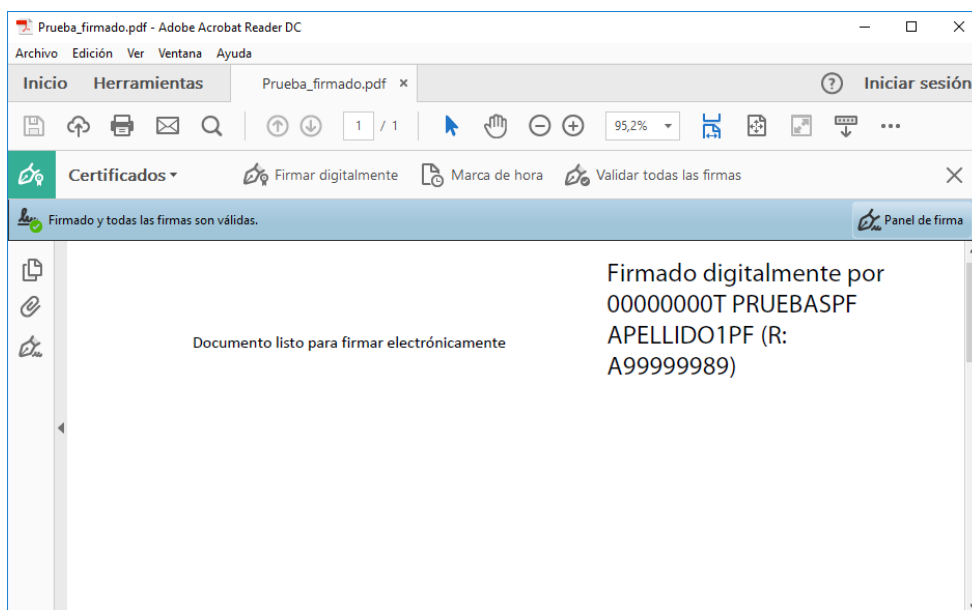 Prueba_firmado.pdf - Adobe Acrobat Reader DC
Archivo Edición Ver Ventana Ayuda
Inicio Herramientas Prueba_firmado.pdf × ? Iniciar sesión
1 / 1 95,2%
Certificados Firmar digitalmente Marca de hora Validar todas las firmas
Firmado y todas las firmas son válidas. Panel de firma
Firmado digitalmente por
00000000T PRUEBASPF
APELLIDO1PF (R:
A99999989)
Documento listo para firmar electrónicamente